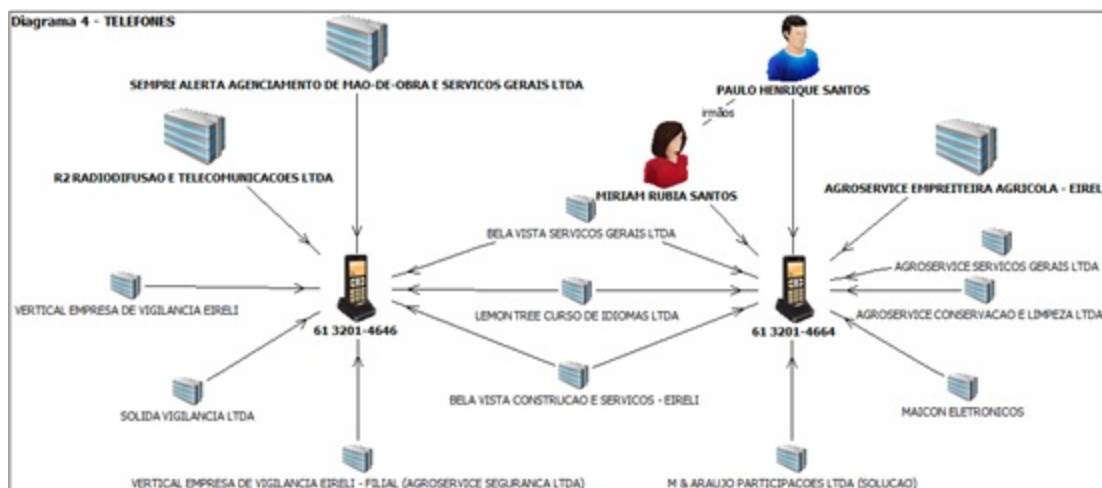 Diagrama 4 - TELEFONES
SEMPRE ALERTA AGENCIAMENTO DE MAO-DE-OBRA E SERVICOS GERAIS LTDA
PAULO HENRIQUE SANTOS
irmãos
R2 RADIODIFUSAO E TELECOMUNICACOES LTDA
MIRIAM RUBIA SANTOS
AGROSERVICE EMPREITEIRA AGRICOLA - EIREL
BELA VISTA SERVICOS GERAIS LTDA
AGROSERVICE SERVICOS GERAIS LTDA
VERTICAL EMPRESA DE VIGILANCIA EIRELI
LEMON TREE CURSO DE IDIOMAS LTDA
AGROSERVICE CONSERVACAO E LIMPEZA LTDA
61 3201-4646
61 3201-4664
SOLIDA VIGILANCIA LTDA
BELA VISTA CONSTRUCAO E SERVICOS - EIRELI
MAICON ELETRONICOS
VERTICAL EMPRESA DE VIGILANCIA EIRELI - FILIAL (AGROSERVICE SEGURANCA LTDA)
M & ARAUJO PARTICIPACOES LTDA (SOLUCAO)